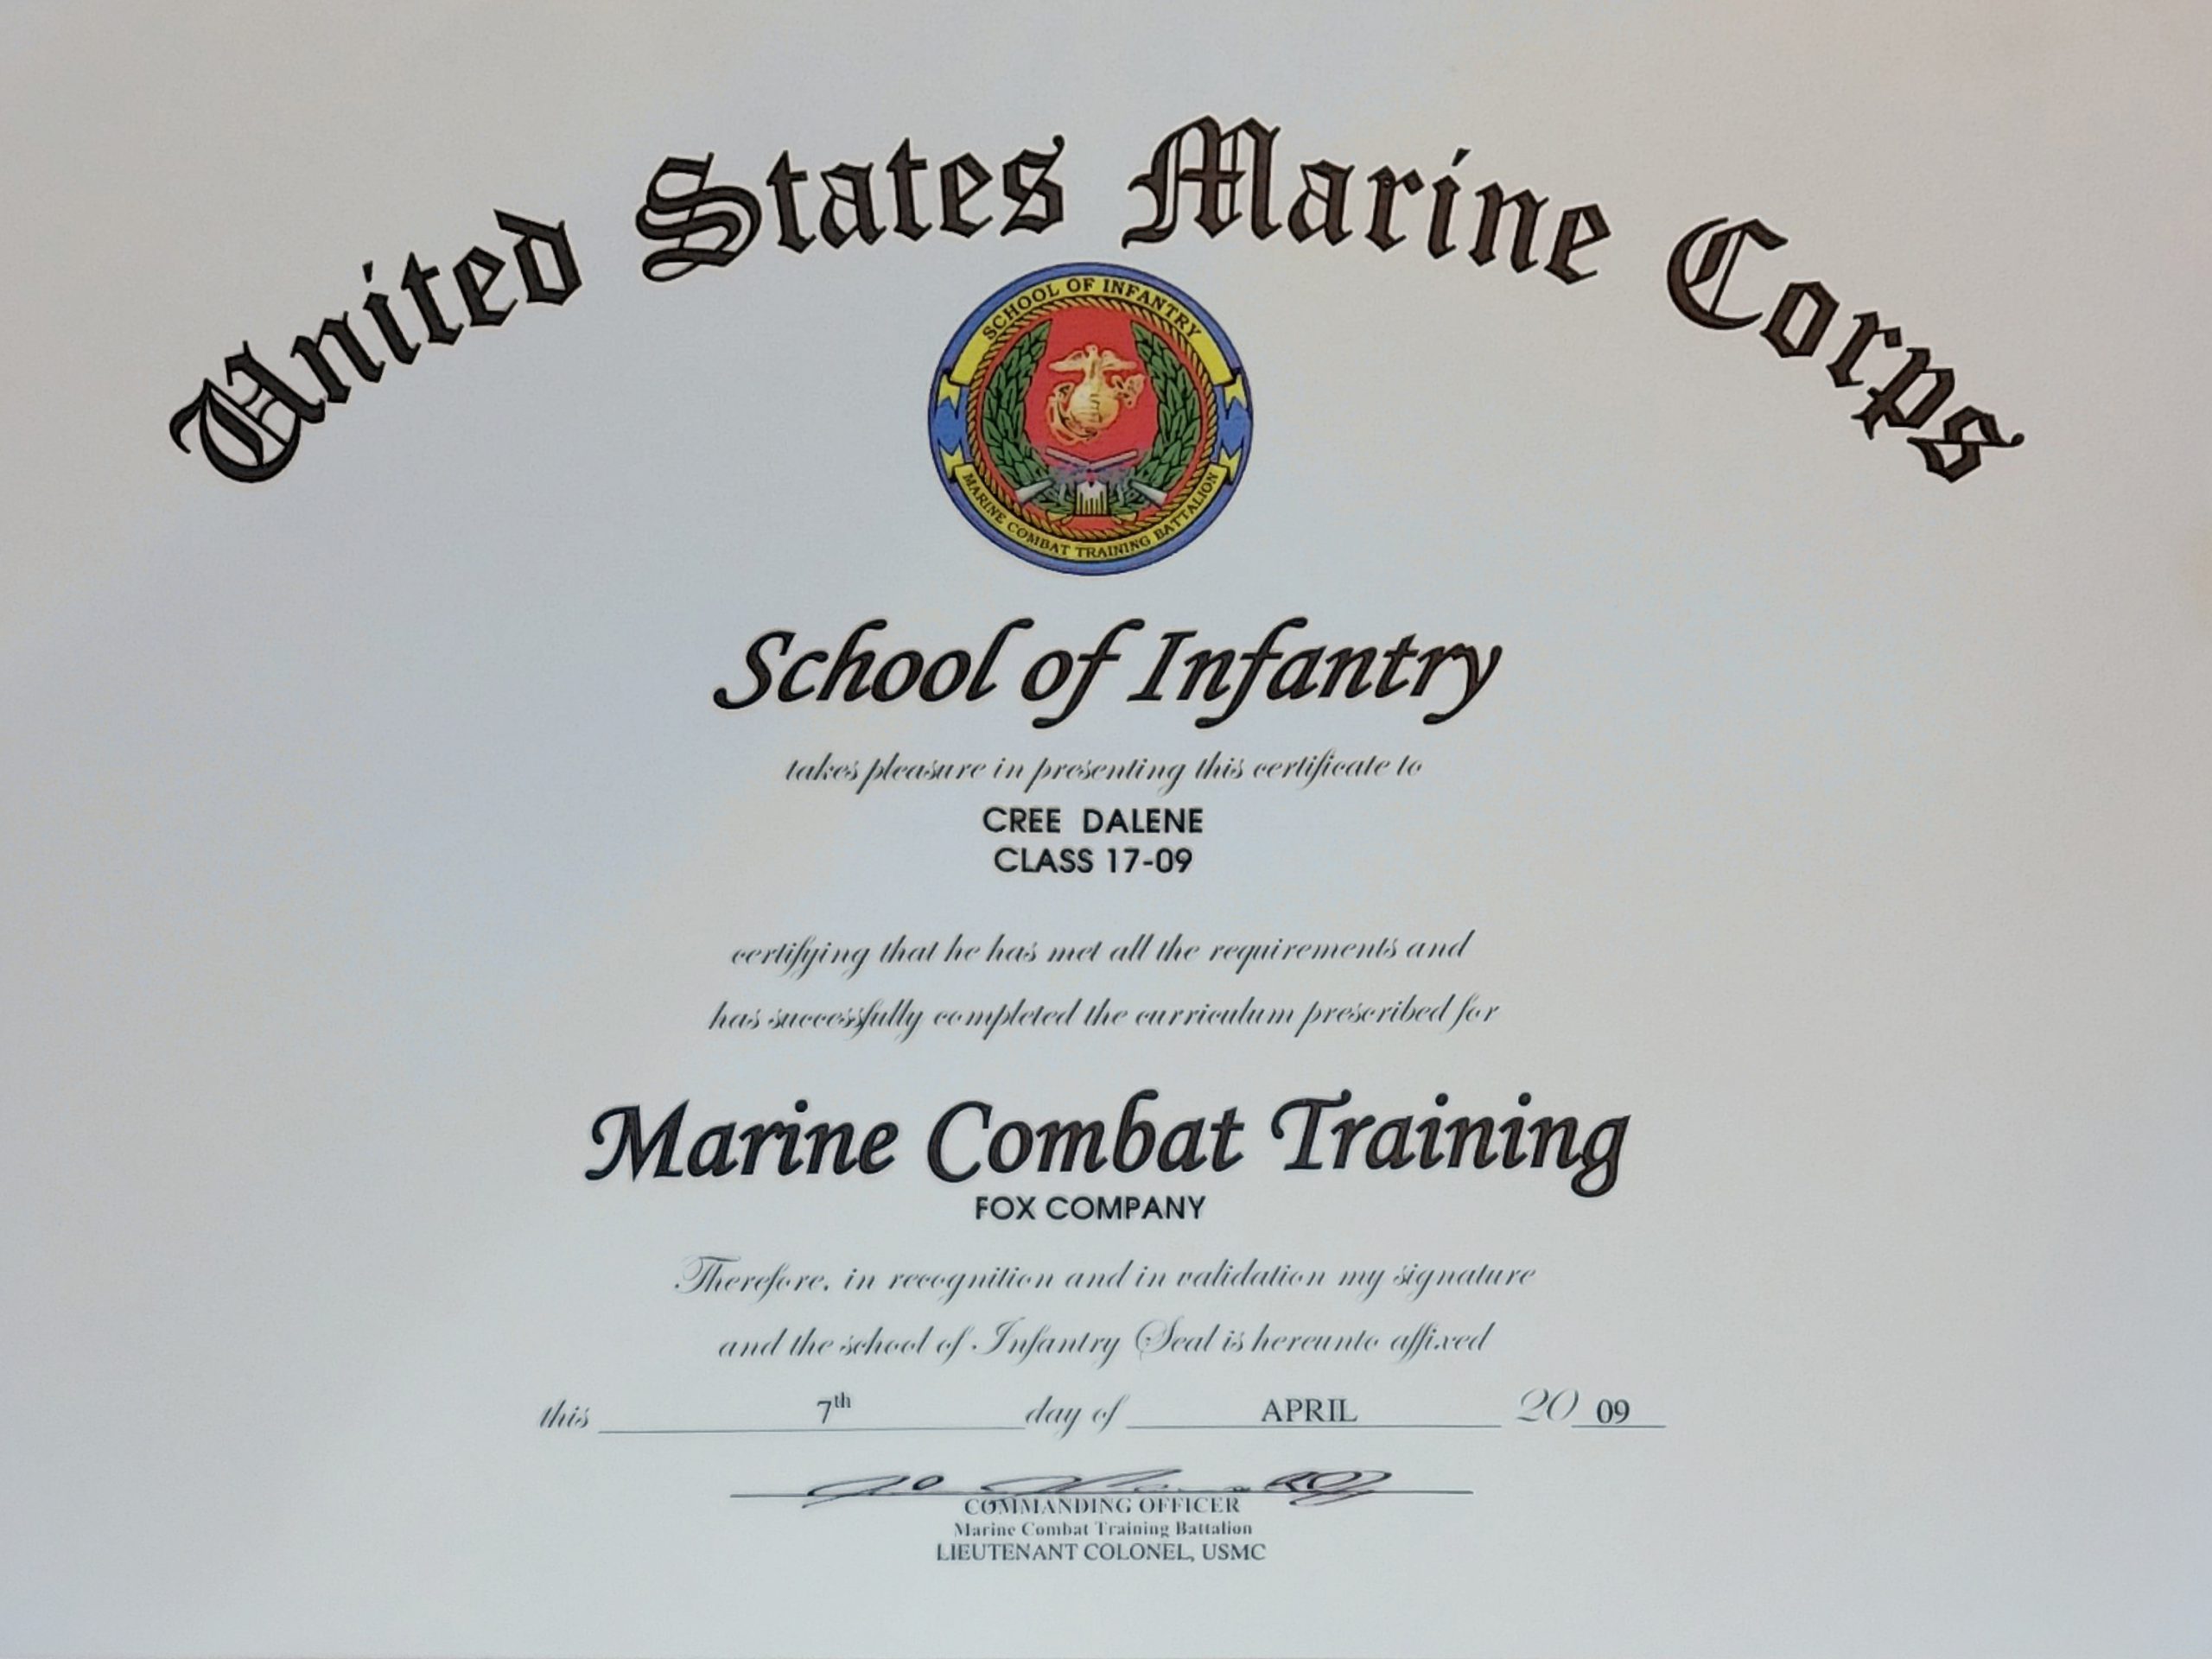 United States Marine Corps
SCHOOL OF INFANTRY
MARINE COMBAT TRAINING BATTALION
School of Infantry
takes pleasure in presenting this certificate to
CREE DALENE
CLASS 17-09
certifying that he has met all the requirements and
has successfully completed the curriculum prescribed for
Marine Combat Training
FOX COMPANY
Therefore, in recognition and in validation my signature
and the school of Infantry Seal is hereunto affixed
this 7th day of APRIL 20 09
COMMANDING OFFICER
Marine Combat Training Battalion
LIEUTENANT COLONEL, USMC